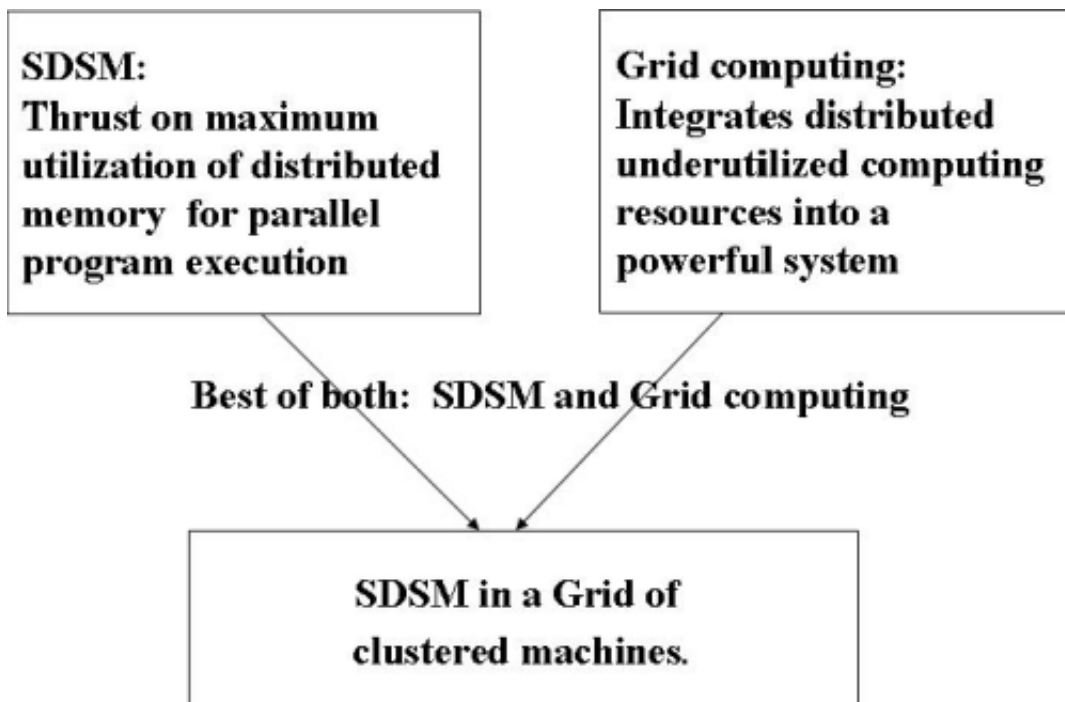 SDSM:
Thrust on maximum
utilization of distributed
memory for parallel
program execution
Grid computing:
Integrates distributed
underutilized computing
resources into a
powerful system
Best of both: SDSM and Grid computing
SDSM in a Grid of
clustered machines.